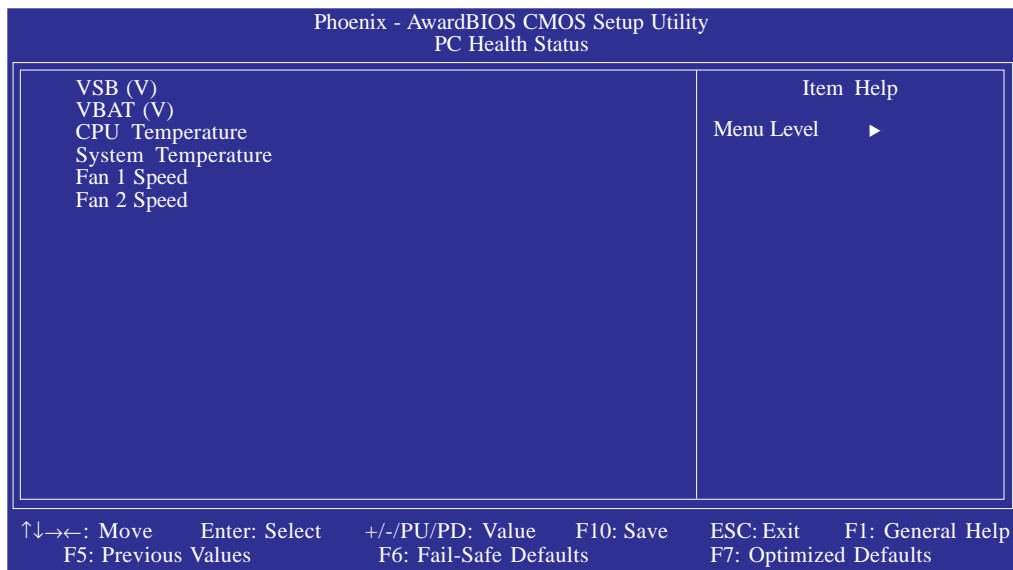 Phoenix - AwardBIOS CMOS Setup Utility
PC Health Status
VSB (V)
VBAT (V)
CPU Temperature
System Temperature
Fan 1 Speed
Fan 2 Speed
Item Help
Menu Level ▶
↑↓→←: Move Enter: Select +/-/PU/PD: Value F10: Save ESC: Exit F1: General Help
F5: Previous Values F6: Fail-Safe Defaults F7: Optimized Defaults